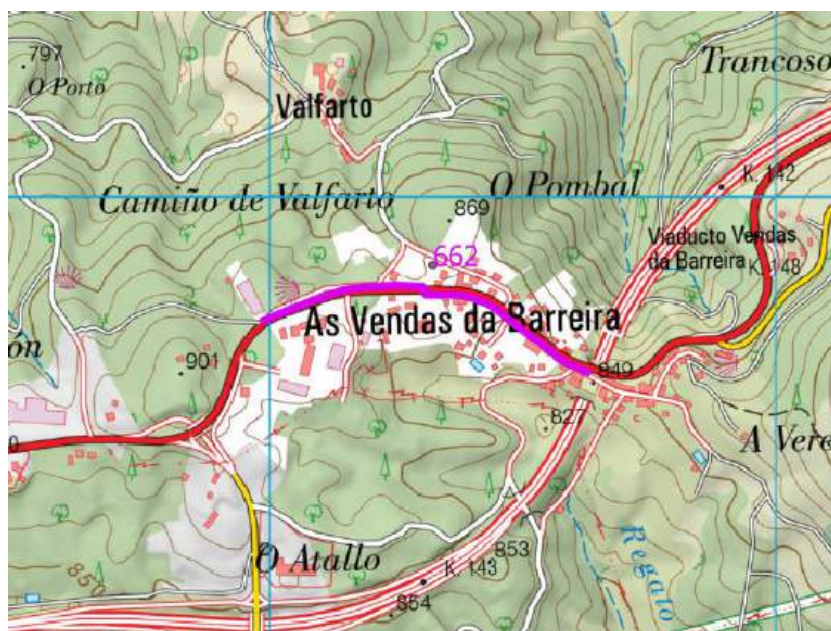 797
O Porto
Trancoso
Valfarto
K. 142
Camiño de Valfarto
O Pombal
869
Viaducto Vendas
da Barreira
662
K. 148
As Vendas da Barreira
901
949
827
A Vere
O Atallo
853
K. 143
Regato
850
854